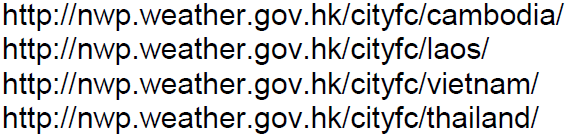 http://nwp.weather.gov.hk/cityfc/cambodia/
http://nwp.weather.gov.hk/cityfc/laos/
http://nwp.weather.gov.hk/cityfc/vietnam/
http://nwp.weather.gov.hk/cityfc/thailand/